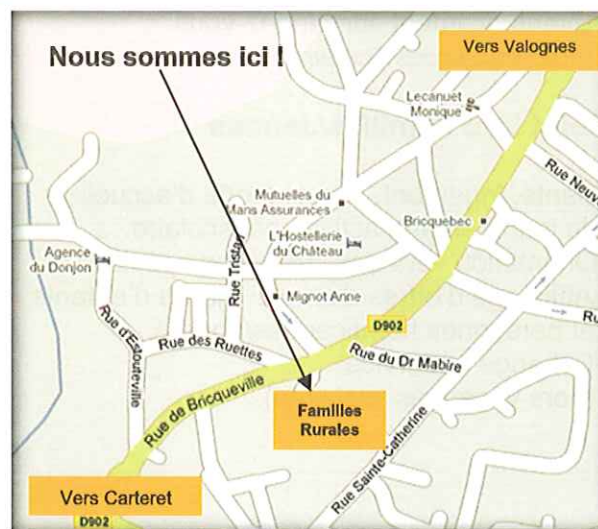 Vers Valognes
Nous sommes ici !
Lecanuet
Monique
Rue Neuv
Mutuelles du
Mans Assurances
Bricquebec
L'Hostellerie
du Château
Agence
du Donjon
Rue Tristan
Mignot Anne
Ru
D902
Rue d'Estouteville
Rue des Ruettes
Rue du Dr Mabire
Rue de Bricqueville
Familles
Rurales
Rue Sainte-Catherine
Vers Carteret
D902